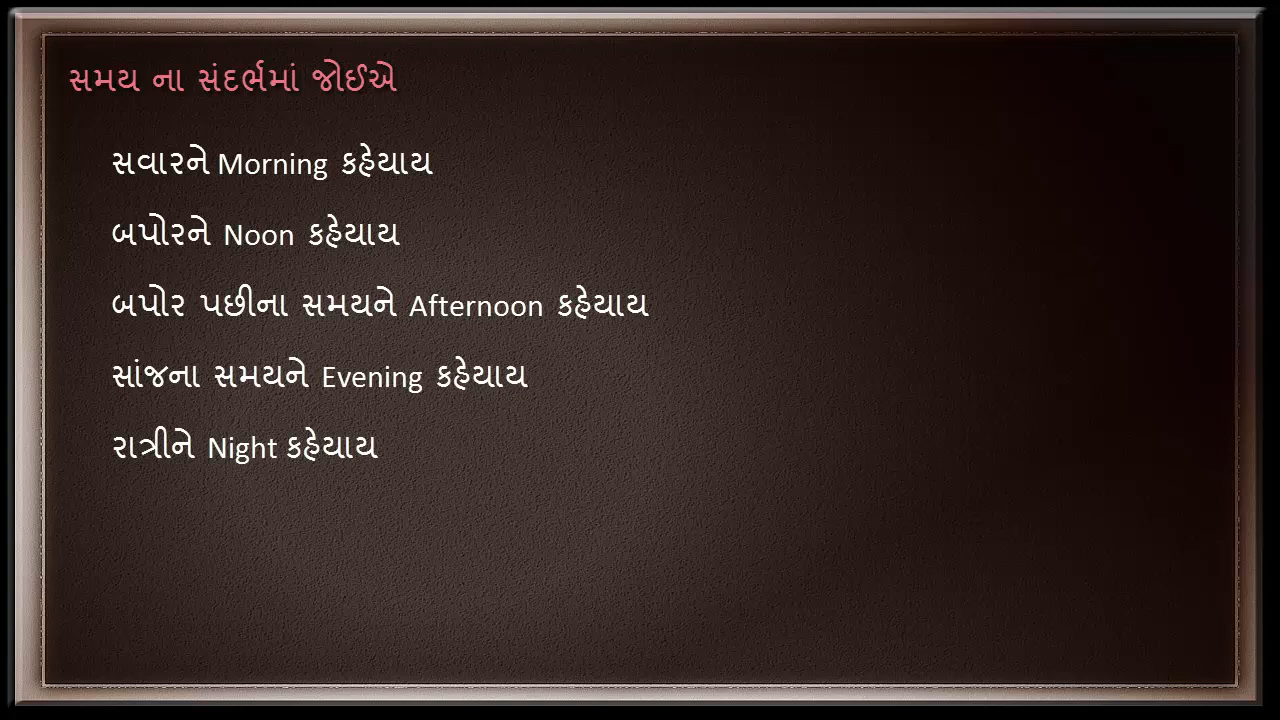 સમય ના સંદર્ભમાં જોઈએ
સવારને Morning કહેયાય
બપોરને Noon કહેયાય
બપોર પછીના સમયને Afternoon કહેયાય
સાંજના સમયને Evening કહેયાય
રાત્રીને Night કહેયાય